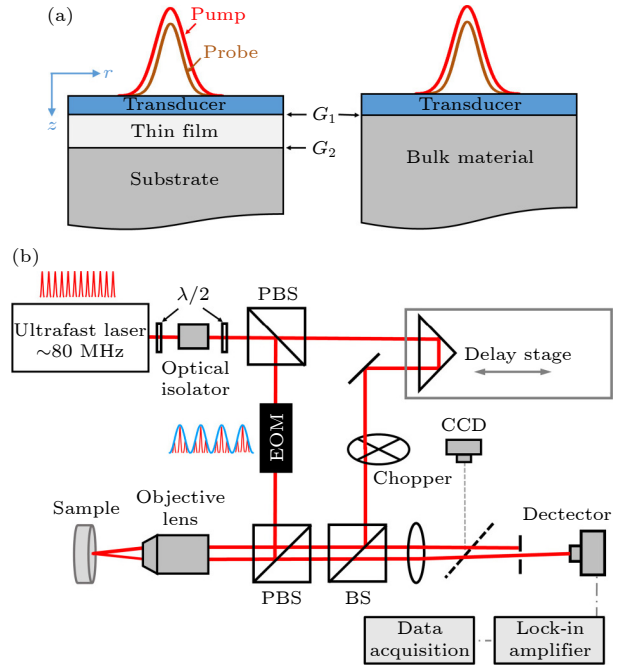 (a)
Pump
Probe
r
z
Transducer
Thin film
Substrate
G1
G2
Transducer
Bulk material
(b)
Ultrafast laser
~80 MHz
λ/2
Optical
isolator
PBS
Delay stage
EOM
Chopper
CCD
Sample
Objective
lens
PBS
BS
Dectector
Data
acquisition
Lock-in
amplifier